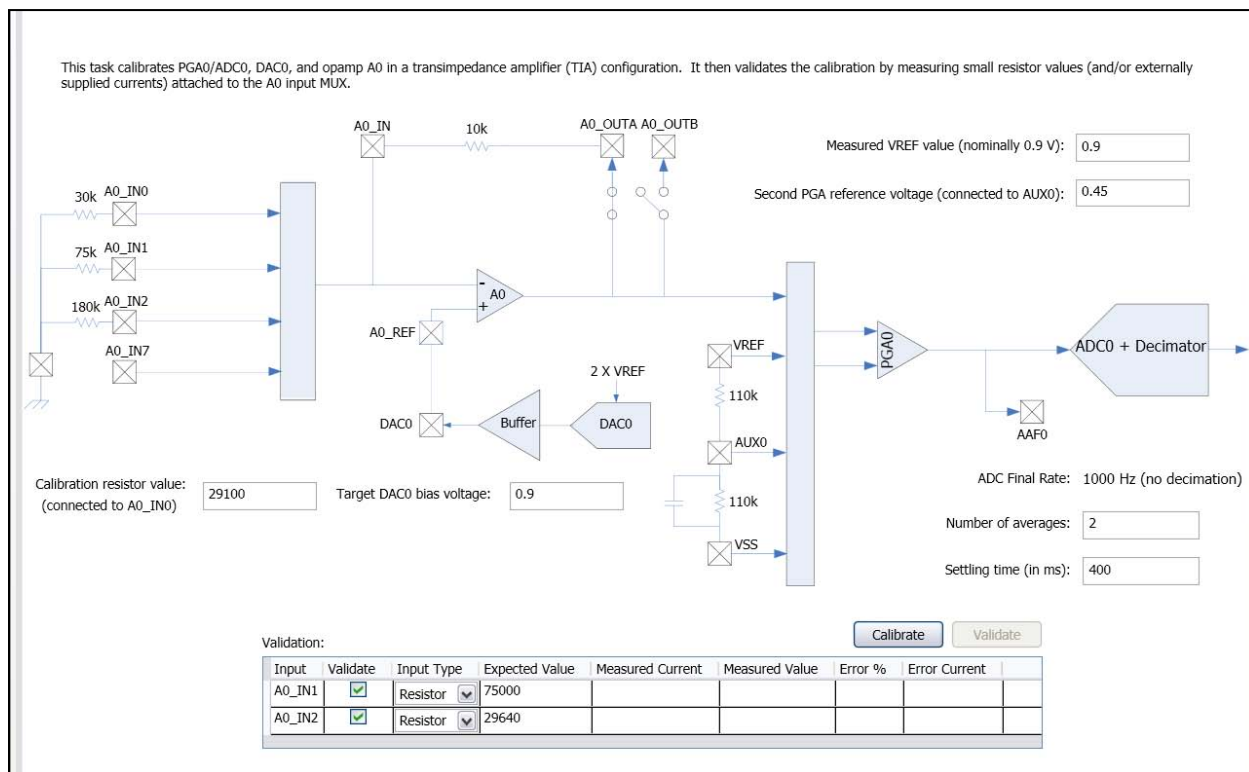 This task calibrates PGA0/ADC0, DAC0, and opamp A0 in a transimpedance amplifier (TIA) configuration.  It then validates the calibration by measuring small resistor values (and/or externally
supplied currents) attached to the A0 input MUX.
A0_IN
10k
A0_OUTA
A0_OUTB
Measured VREF value (nominally 0.9 V):
0.9
Second PGA reference voltage (connected to AUX0):
0.45
30k
A0_IN0
75k
A0_IN1
180k
A0_IN2
A0_IN7
-
A0
+
A0_REF
2 X VREF
DAC0
Buffer
DAC0
VREF
110k
AUX0
110k
VSS
PGA0
ADC0 + Decimator
AAF0
Calibration resistor value:
(connected to A0_IN0)
29100
Target DAC0 bias voltage:
0.9
ADC Final Rate:
1000 Hz (no decimation)
Number of averages:
2
Settling time (in ms):
400
Calibrate
Validate
Validation:
Input Validate Input Type Expected Value Measured Current Measured Value Error % Error Current
A0_IN1 Resistor 75000
A0_IN2 Resistor 29640